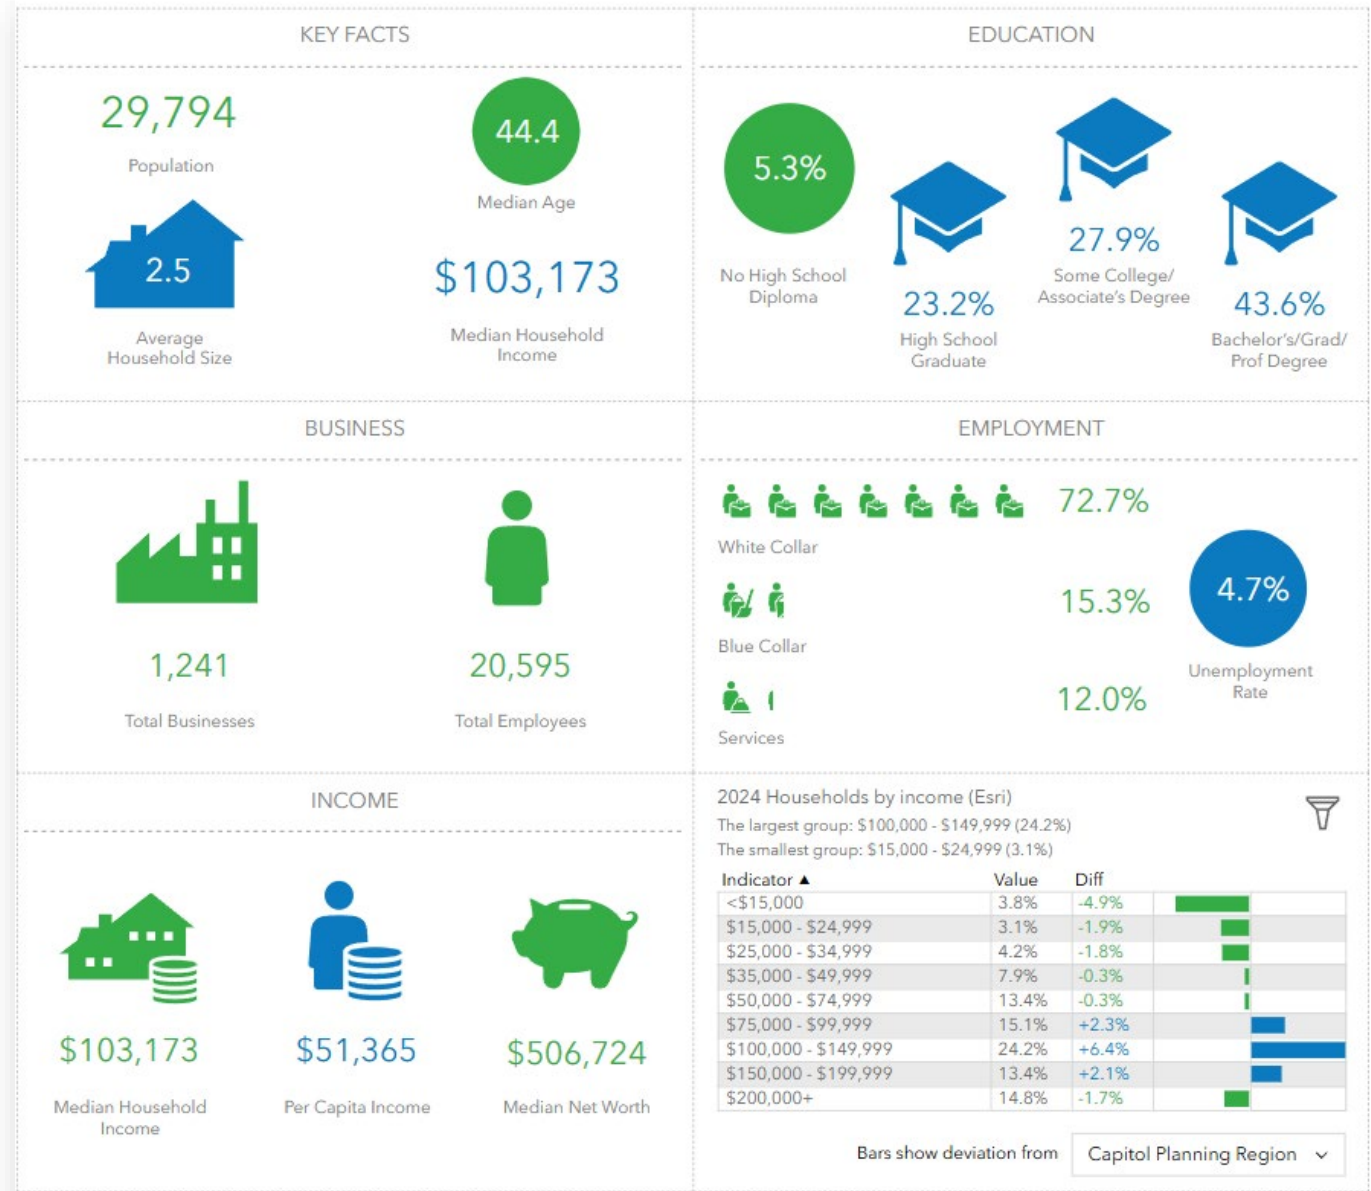 KEY FACTS
29,794
Population
44.4
Median Age
2.5
Average
Household Size
$103,173
Median Household
Income
EDUCATION
5.3%
No High School
Diploma
23.2%
High School
Graduate
27.9%
Some College/
Associate's Degree
43.6%
Bachelor's/Grad/
Prof Degree
BUSINESS
1,241
Total Businesses
20,595
Total Employees
EMPLOYMENT
72.7%
White Collar
15.3%
Blue Collar
12.0%
Services
4.7%
Unemployment
Rate
INCOME
$103,173
Median Household
Income
$51,365
Per Capita Income
$506,724
Median Net Worth
2024 Households by income (Esri)
The largest group: $100,000 - $149,999 (24.2%)
The smallest group: $15,000 - $24,999 (3.1%)
Indicator ▲ Value Diff
<$15,000 3.8% -4.9%
$15,000 - $24,999 3.1% -1.9%
$25,000 - $34,999 4.2% -1.8%
$35,000 - $49,999 7.9% -0.3%
$50,000 - $74,999 13.4% -0.3%
$75,000 - $99,999 15.1% +2.3%
$100,000 - $149,999 24.2% +6.4%
$150,000 - $199,999 13.4% +2.1%
$200,000+ 14.8% -1.7%
Bars show deviation from Capitol Planning Region